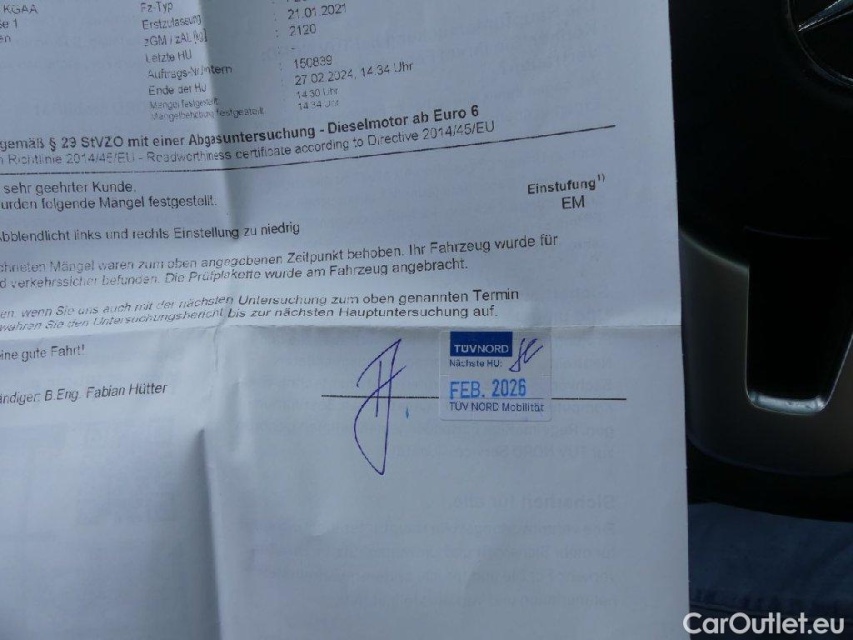 KGAA
Fz-Typ
Erstzulassung : 21.01.2021
zGM / zAL [kg] : 2120
Letzte HU
Auftrags-Nr/intern : 150839
Ende der HU : 27.02.2024, 14:34 Uhr
Mängel festgestellt : 14:30 Uhr
Mängelbehebung festgestellt : 14:34 Uhr
gemäß § 29 StVZO mit einer Abgasuntersuchung - Dieselmotor ab Euro 6
Richtlinie 2014/45/EU - Roadworthiness certificate according to Directive 2014/45/EU
sehr geehrter Kunde,
urden folgende Mängel festgestellt.
Einstufung¹⁾
EM
Abblendlicht links und rechts Einstellung zu niedrig
chneten Mängel waren zum oben angegebenen Zeitpunkt behoben. Ihr Fahrzeug wurde für
d verkehrssicher befunden. Die Prüfplakette wurde am Fahrzeug angebracht.
en, wenn Sie uns auch mit der nächsten Untersuchung zum oben genannten Termin
wahren Sie den Untersuchungsbericht bis zur nächsten Hauptuntersuchung auf.
ine gute Fahrt!
ändiger: B.Eng. Fabian Hütter
TÜVNORD
Nächste HU:
FEB. 2026
TÜV NORD Mobilität
CarOutlet.eu